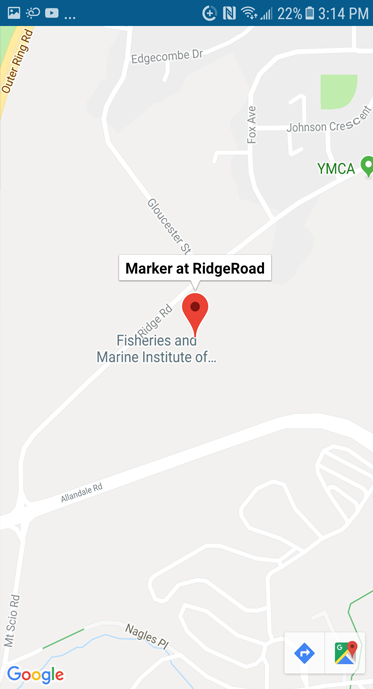 ... 22% 3:14 PM
Outer Ring Rd
Edgecombe Dr
Fox Ave
Johnson Crescent
YMCA
Gloucester St
Marker at RidgeRoad
Ridge Rd
Fisheries and
Marine Institute of...
Allandale Rd
Mt Scio Rd
Nagles Pl
Google
G